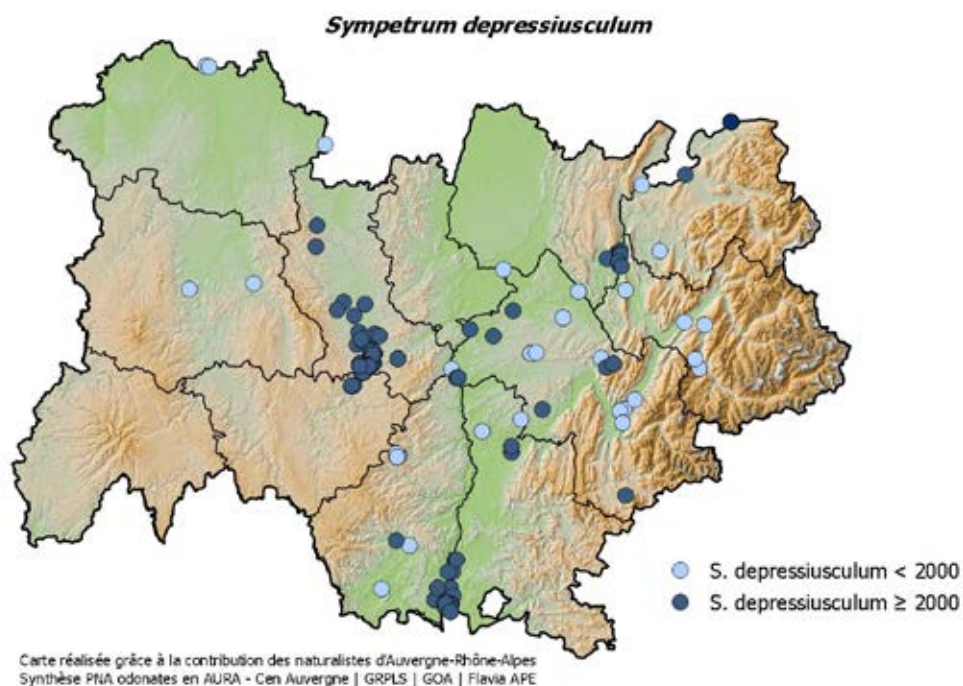 Sympetrum depressiusculum
S. depressiusculum < 2000
S. depressiusculum ≥ 2000
Carte réalisée grâce à la contribution des naturalistes d'Auvergne-Rhône-Alpes
Synthèse PNA odonates en AURA - Cen Auvergne | GRPLS | GOA | Flavia APE